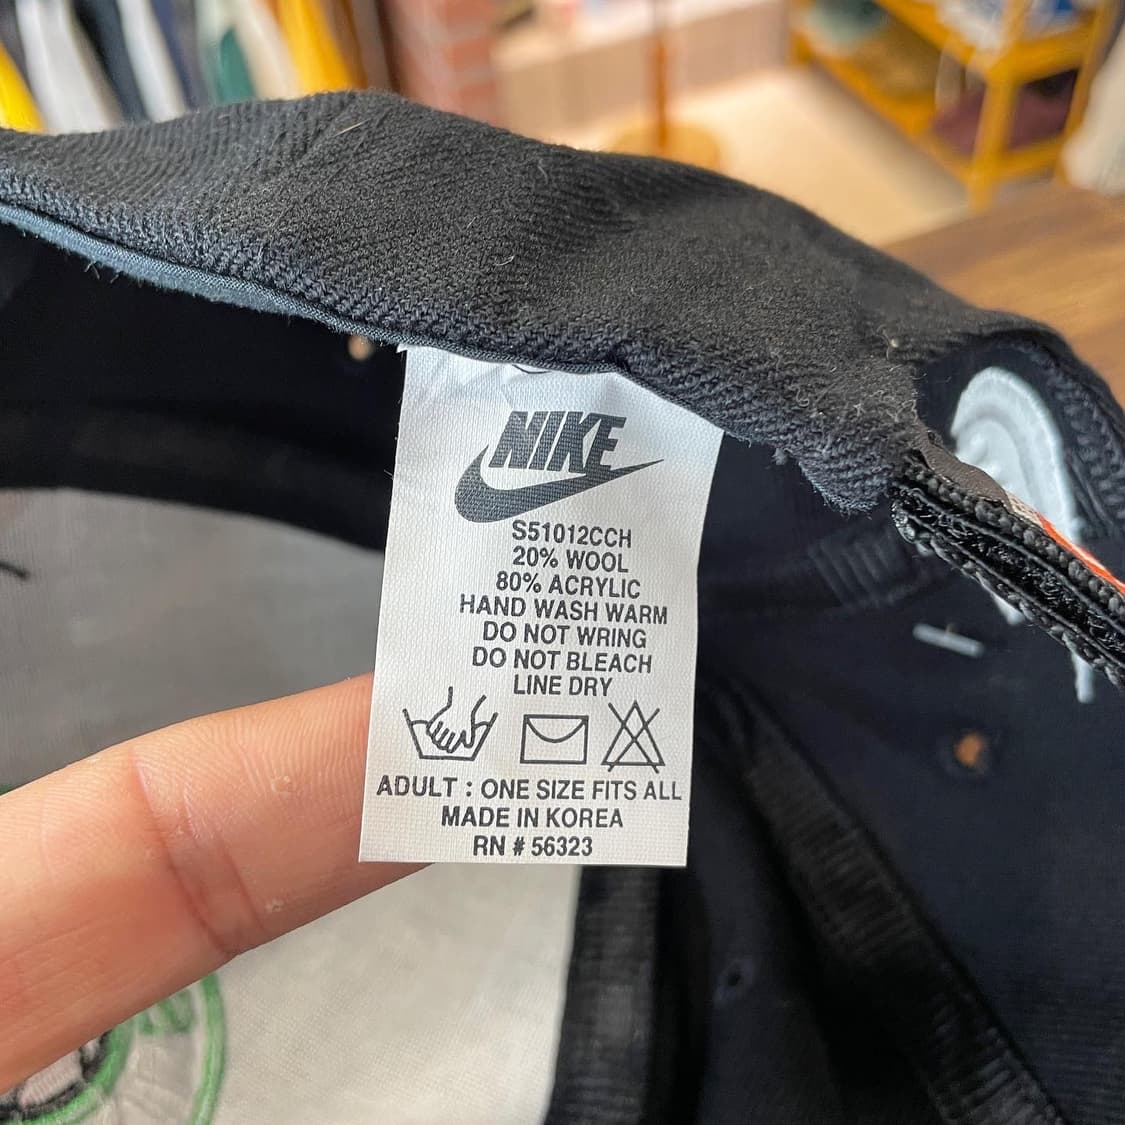 NIKE
S51012CCH
20% WOOL
80% ACRYLIC
HAND WASH WARM
DO NOT WRING
DO NOT BLEACH
LINE DRY
ADULT : ONE SIZE FITS ALL
MADE IN KOREA
RN # 56323